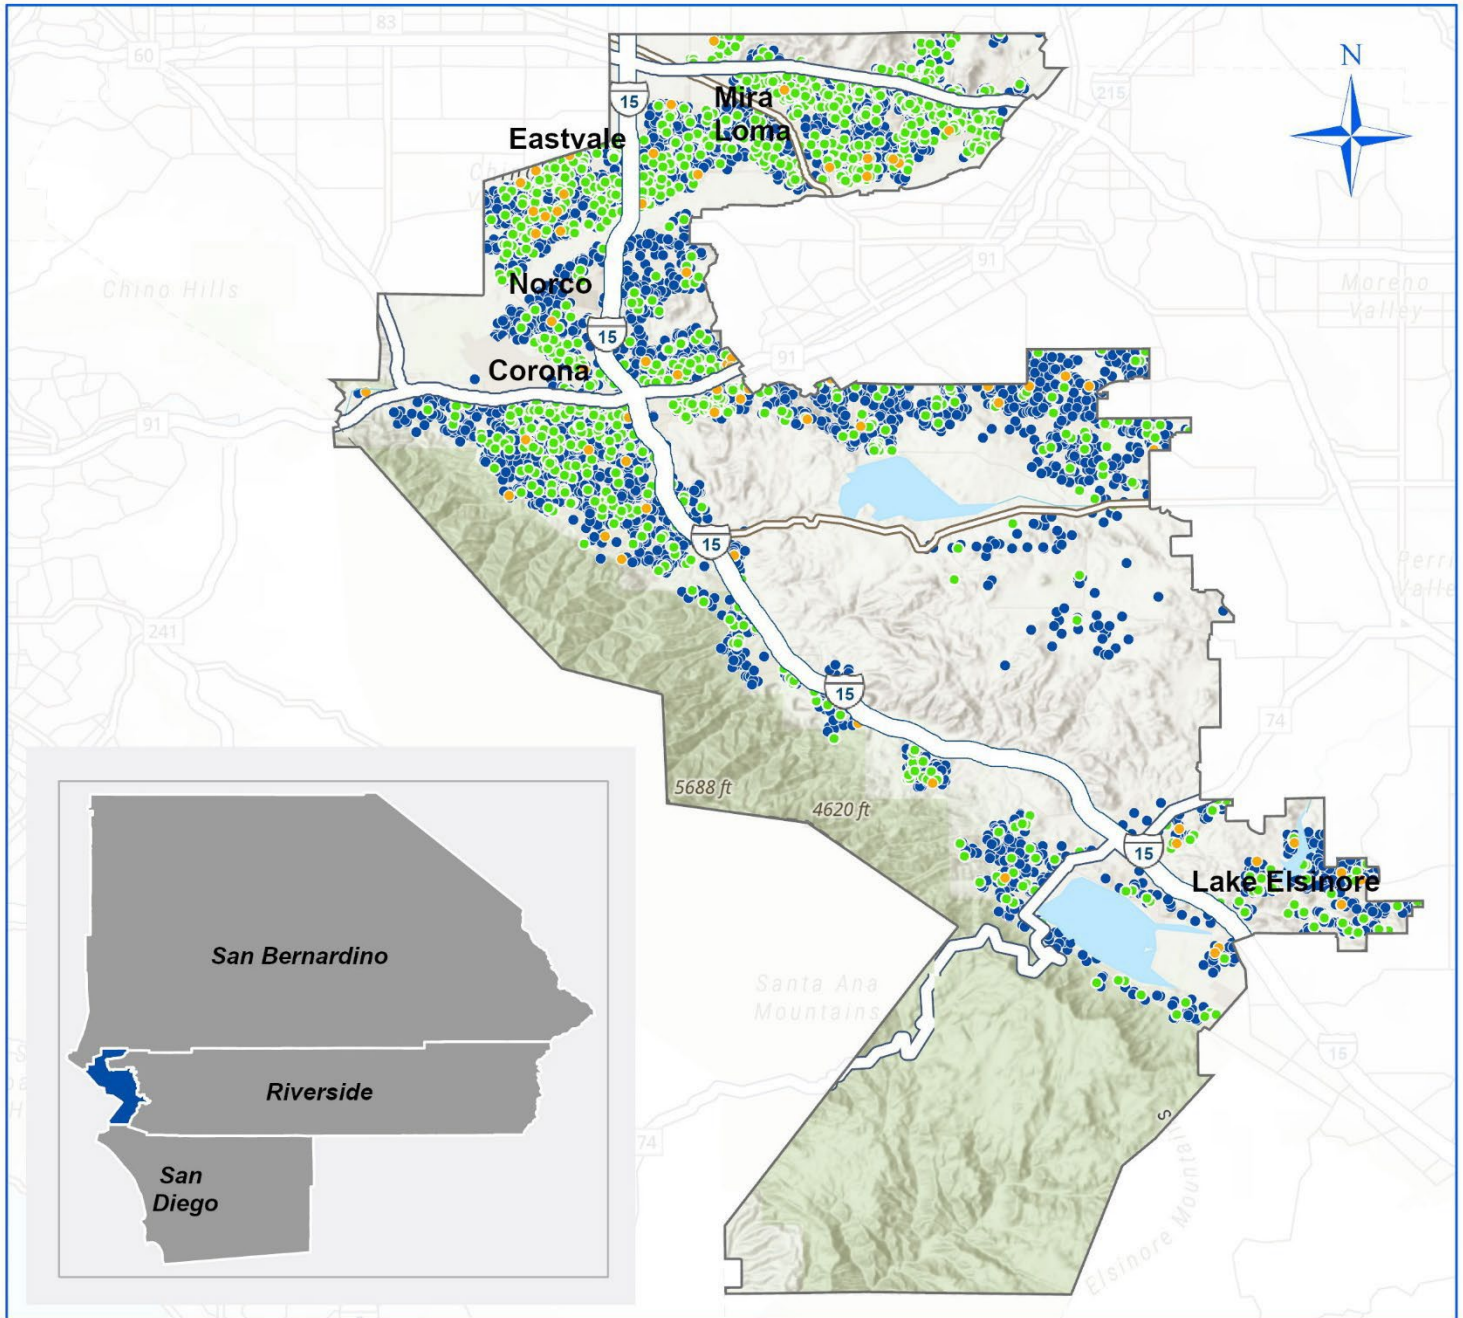 83
60
N
215
15
Mira
Loma
Eastvale
91
Chino Hills
Norco
Moreno
Valley
15
91
Corona
91
15
241
15
74
5688 ft
4620 ft
15
Lake Elsinore
San Bernardino
Santa Ana
Mountains
15
Riverside
S
74
San
Diego
Elsinore Mountai